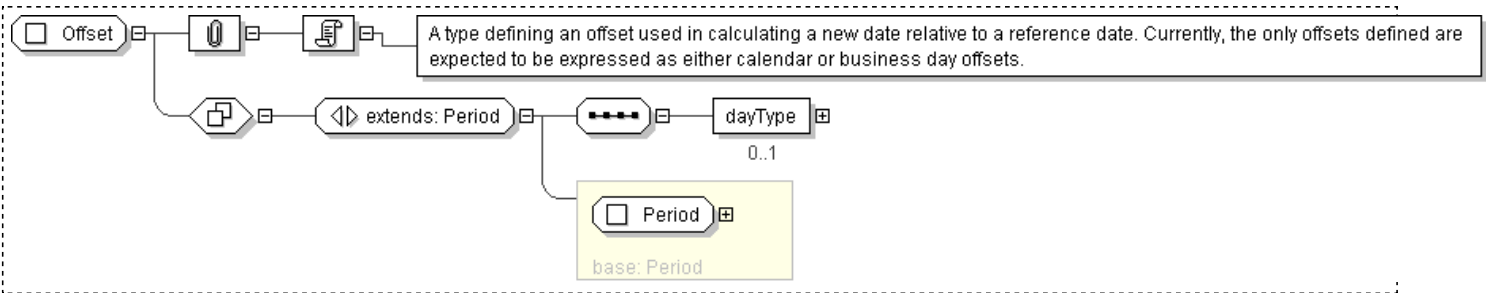 Offset
A type defining an offset used in calculating a new date relative to a reference date. Currently, the only offsets defined are
expected to be expressed as either calendar or business day offsets.
extends: Period
dayType
0..1
Period
base: Period